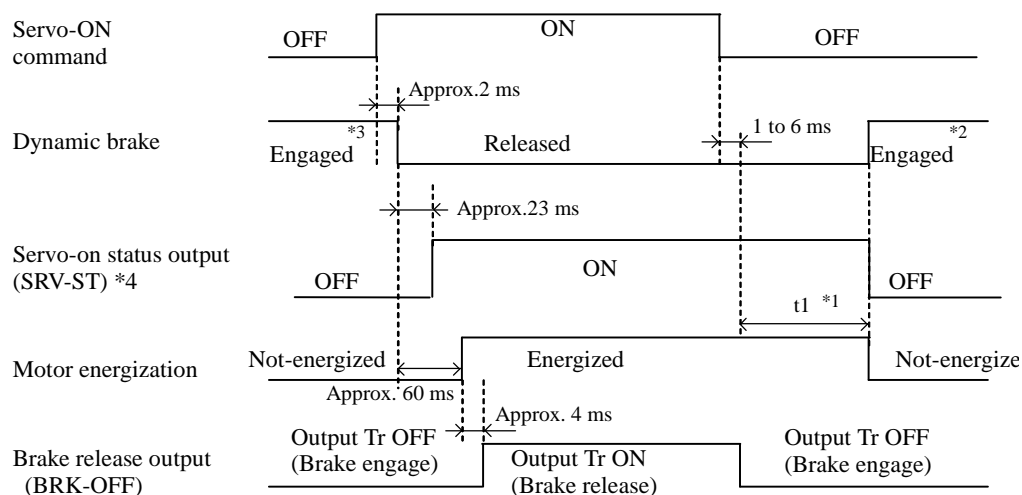 Servo-ON
command
OFF
ON
OFF
Approx.2 ms
Dynamic brake
*3
Engaged
Released
1 to 6 ms
*2
Engaged
Approx.23 ms
Servo-on status output
(SRV-ST) *4
OFF
ON
OFF
t1 *1
Motor energization
Not-energized
Energized
Not-energize
Approx. 60 ms
Approx. 4 ms
Brake release output
(BRK-OFF)
Output Tr OFF
(Brake engage)
Output Tr ON
(Brake release)
Output Tr OFF
(Brake engage)